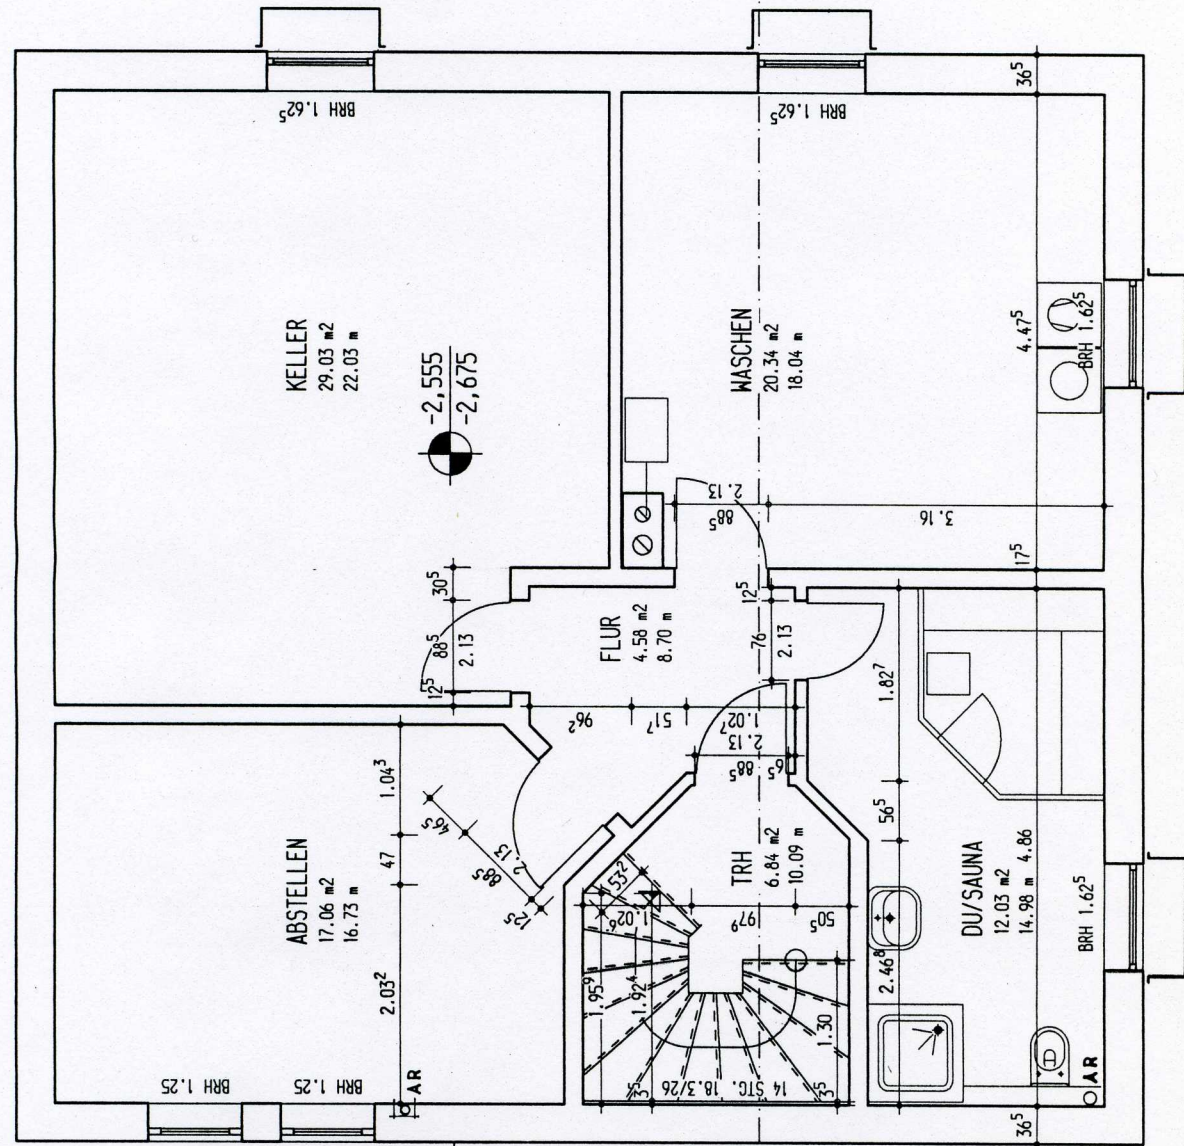 BRH 1.62⁵
BRH 1.62⁵
36⁵
KELLER
29.03 m2
22.03 m
-2,555
-2,675
WASCHEN
20.34 m2
18.04 m
4.47⁵
BRH 1.62⁵
88⁵
2.13
3.16
17⁵
30⁵
88⁵
2.13
12⁵
FLUR
4.58 m2
8.70 m
12⁵
76
2.13
96²
51⁷
1.02⁷
2.13
88⁵
6⁵
1.82⁷
56⁵
1.04³
47
2.03²
46⁵
88⁵
2.13
12⁵
ABSTELLEN
17.06 m2
16.73 m
TRH
6.84 m2
10.09 m
53²
1.02⁶
97⁹
50⁵
1.95⁹
1.92⁴
1.30
3⁵
14 STG. 18.3/26
3⁵
DU/SAUNA
12.03 m2
14.98 m
4.86
2.46⁸
BRH 1.62⁵
BRH 1.25
BRH 1.25
AR
AR
36⁵